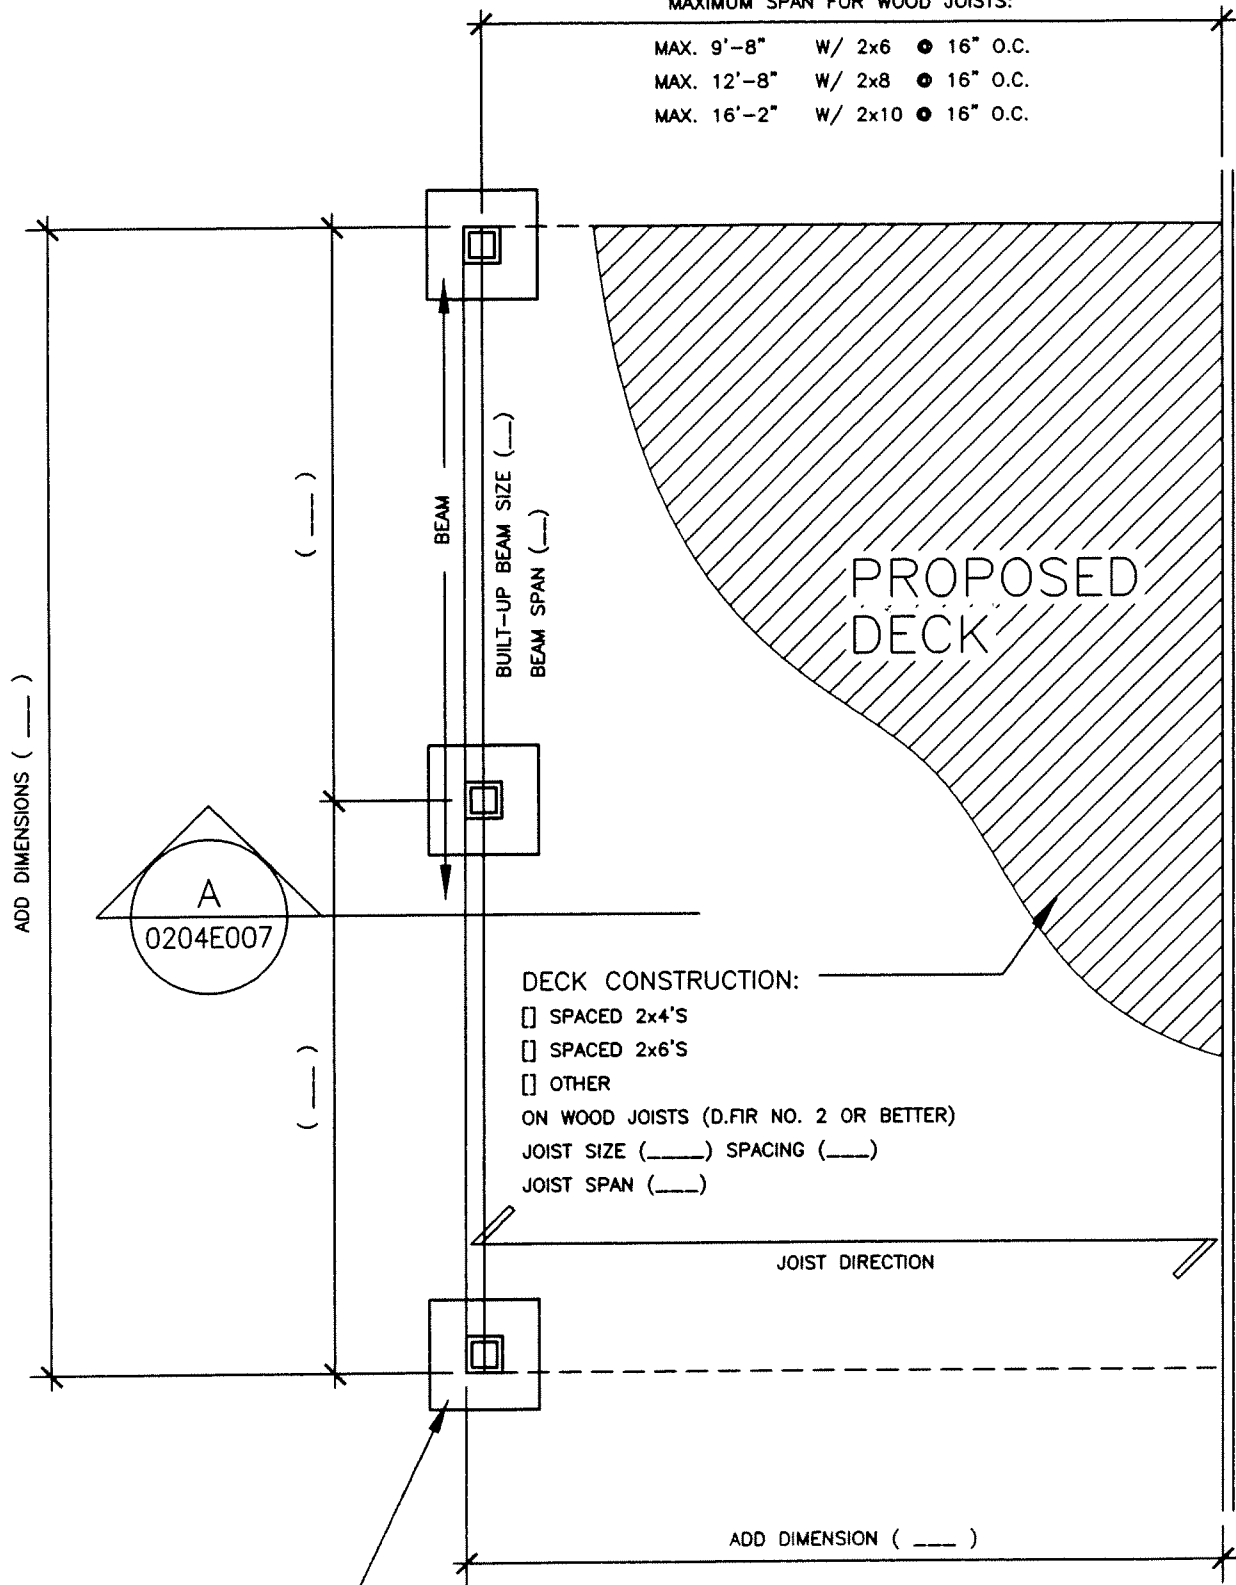 MAXIMUM SPAN FOR WOOD JOISTS:
MAX. 9'-8" W/ 2x6 @ 16" O.C.
MAX. 12'-8" W/ 2x8 @ 16" O.C.
MAX. 16'-2" W/ 2x10 @ 16" O.C.
( ___ )
BEAM
BUILT-UP BEAM SIZE (__)
BEAM SPAN (__)
PROPOSED
DECK
ADD DIMENSIONS ( ___ )
A
0204E007
( ___ )
DECK CONSTRUCTION:
[] SPACED 2x4'S
[] SPACED 2x6'S
[] OTHER
ON WOOD JOISTS (D.FIR NO. 2 OR BETTER)
JOIST SIZE (____) SPACING (___)
JOIST SPAN (___)
JOIST DIRECTION
ADD DIMENSION ( ___ )